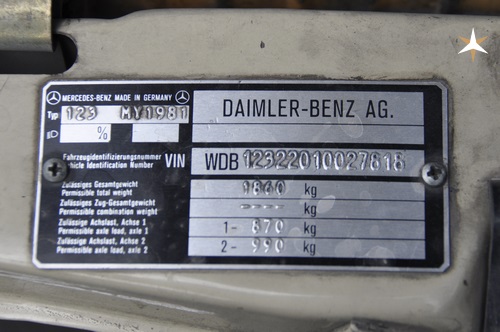 MERCEDES-BENZ MADE IN GERMANY
Typ 123 MY1981
%
DAIMLER-BENZ AG.
Fahrzeugidentifizierungsnummer
Vehicle Identification Number VIN WDB 12322010027818
Zulässiges Gesamtgewicht
Permissible total weight 1860 kg
Zulässiges Zug-Gesamtgewicht
Permissible combination weight ---- kg
Zulässige Achslast, Achse 1
Permissible axle load, axle 1 1- 870 kg
Zulässige Achslast, Achse 2
Permissible axle load, axle 2 2- 990 kg